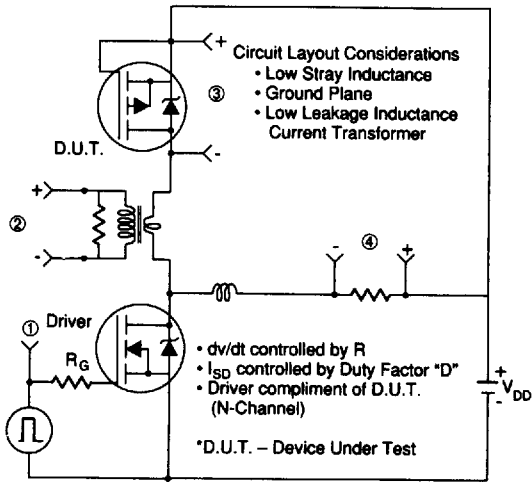 +
Circuit Layout Considerations
• Low Stray Inductance
③
• Ground Plane
• Low Leakage Inductance
Current Transformer
D.U.T.
-
+
②
-
-
④
+
①
Driver
R_G
• dv/dt controlled by R
• I_SD controlled by Duty Factor "D"
• Driver compliment of D.U.T.
(N-Channel)
+
V_DD
-
*D.U.T. – Device Under Test